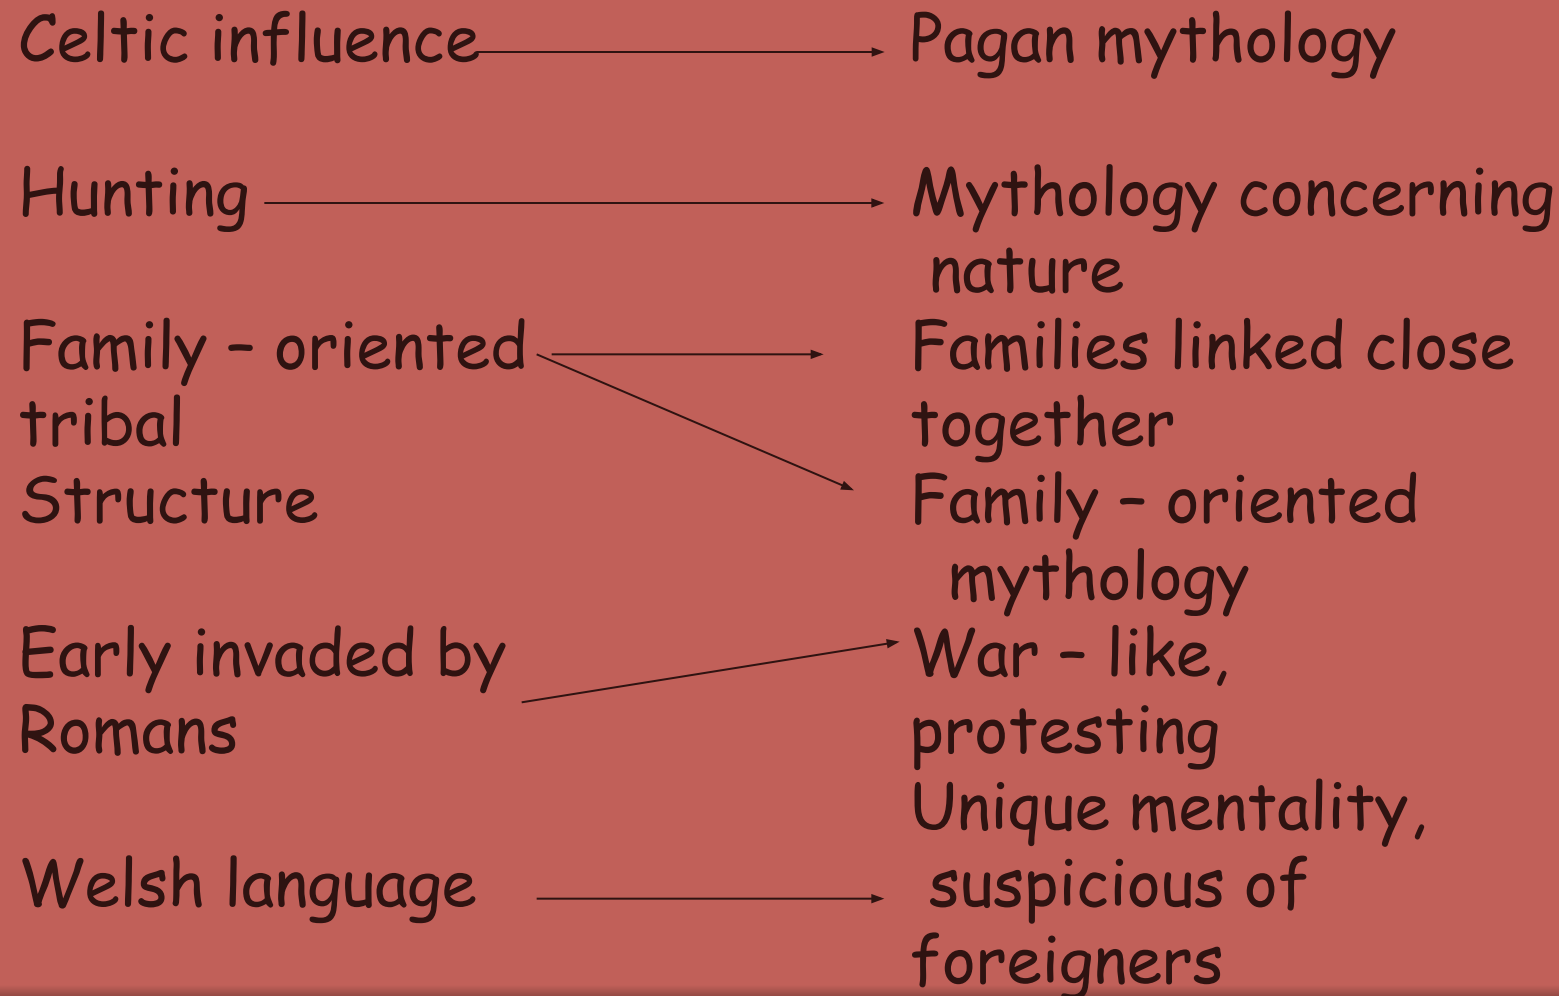 Celtic influence
Pagan mythology
Hunting
Mythology concerning
nature
Family – oriented
tribal
Structure
Families linked close
together
Family – oriented
mythology
Early invaded by
Romans
War – like,
protesting
Welsh language
Unique mentality,
suspicious of
foreigners